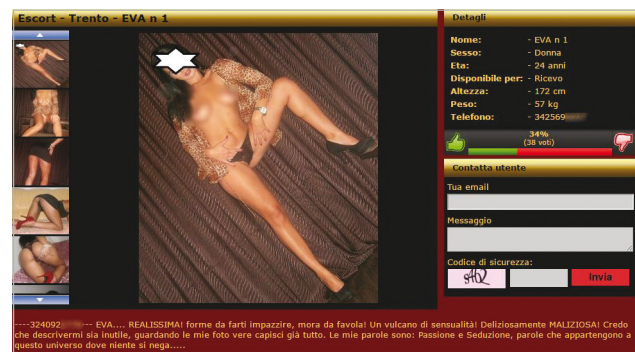 Escort - Trento - EVA n 1
Detagli
Nome: - EVA n 1
Sesso: - Donna
Eta: - 24 anni
Disponibile per: - Ricevo
Altezza: - 172 cm
Peso: - 57 kg
Telefono: - 342569
34%
(38 voti)
Contatta utente
Tua email
Messaggio
Codice di sicurezza:
Invia
----324092 --- EVA.... REALISSIMA! forme da farti impazzire, mora da favola! Un vulcano di sensualità! Deliziosamente MALIZIOSA! Credo
che descrivermi sia inutile, guardando le mie foto vere capisci già tutto. Le mie parole sono: Passione e Seduzione, parole che appartengono a
questo universo dove niente si nega.....